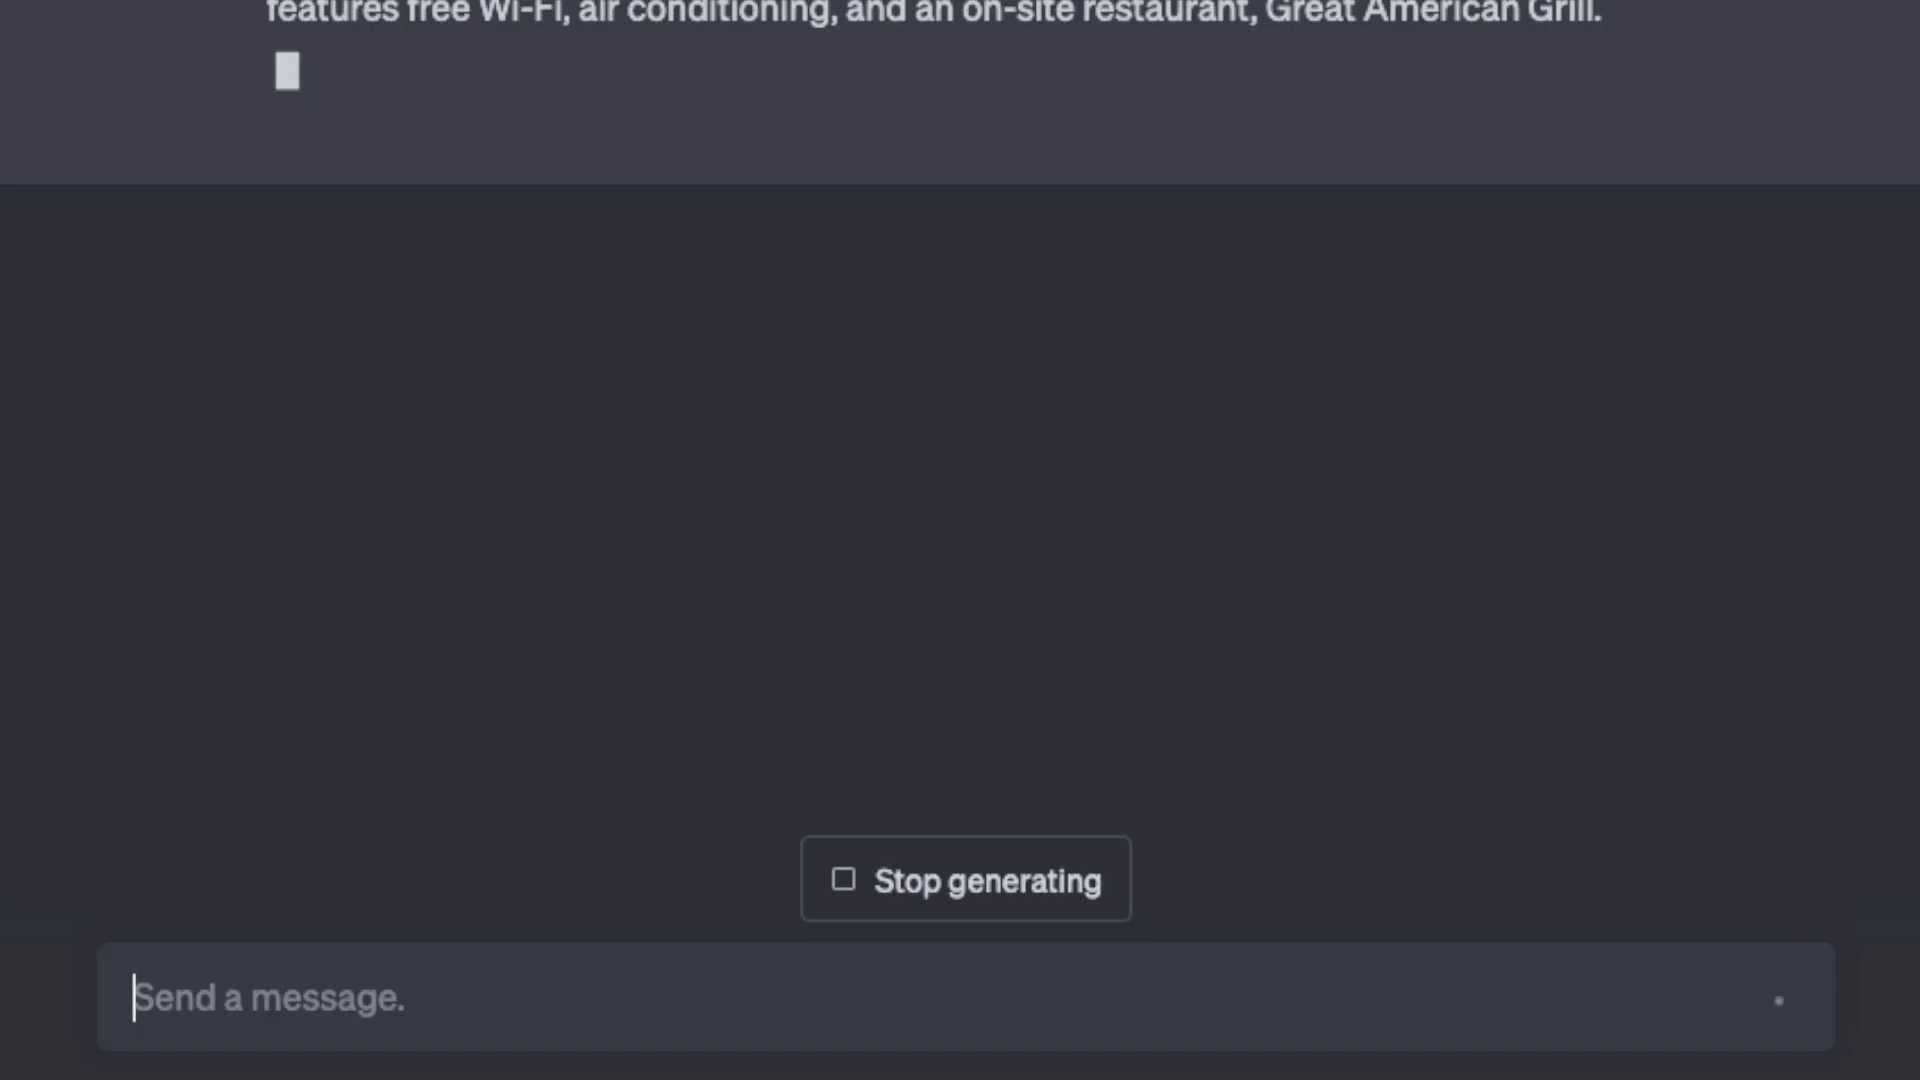 features free Wi-Fi, air conditioning, and an on-site restaurant, Great American Grill.
Stop generating
Send a message.